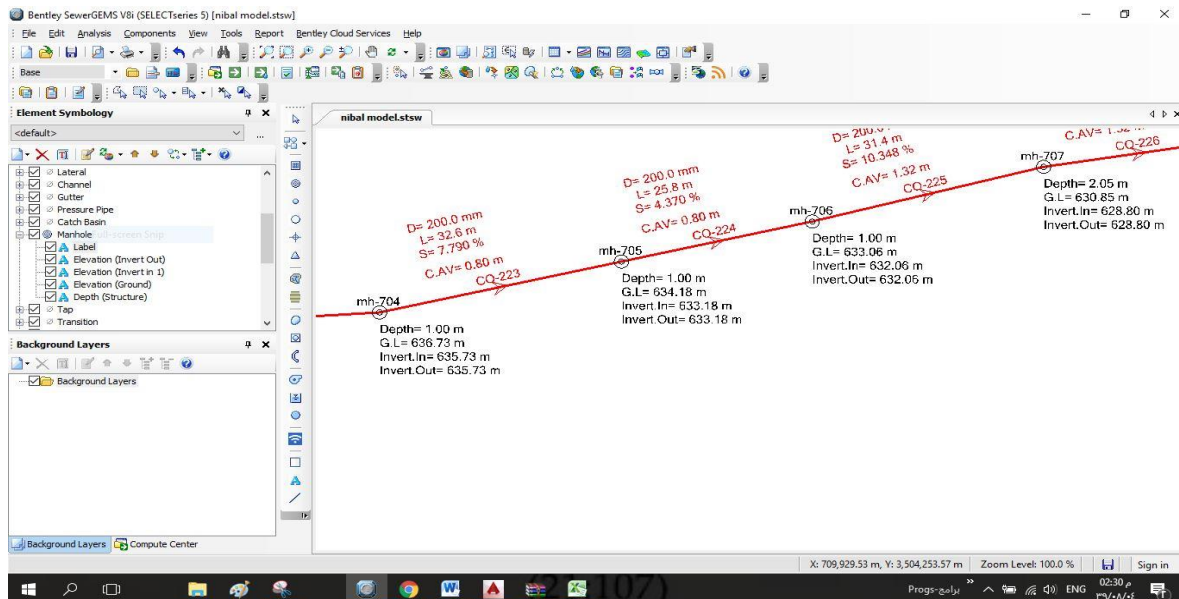 Bentley SewerGEMS V8i (SELECTseries 5) [nibal model.stsw]
File Edit Analysis Components View Tools Report Bentley Cloud Services Help
Base
Element Symbology
<default>
Lateral
Channel
Gutter
Pressure Pipe
Catch Basin
Manhole
Label
Elevation (Invert Out)
Elevation (Invert in 1)
Elevation (Ground)
Depth (Structure)
Tap
Transition
Background Layers
Background Layers
Background Layers Compute Center
nibal model.stsw
D= 200.0 mm
L= 32.6 m
S= 7.790 %
C.AV= 0.80 m
CO-223
mh-704
Depth= 1.00 m
G.L= 636.73 m
Invert.In= 635.73 m
Invert.Out= 635.73 m
D= 200.0 mm
L= 25.8 m
S= 4.370 %
C.AV= 0.80 m
CO-224
mh-705
Depth= 1.00 m
G.L= 634.18 m
Invert.In= 633.18 m
Invert.Out= 633.18 m
L= 31.4 m
S= 10.348 %
C.AV= 1.32 m
CO-225
mh-706
Depth= 1.00 m
G.L= 633.06 m
Invert.In= 632.06 m
Invert.Out= 632.06 m
CO-226
mh-707
Depth= 2.05 m
G.L= 630.85 m
Invert.In= 628.80 m
Invert.Out= 628.80 m
X: 709,929.53 m, Y: 3,504,253.57 m Zoom Level: 100.0 % Sign in
Progs-برامج ENG 02:30 م